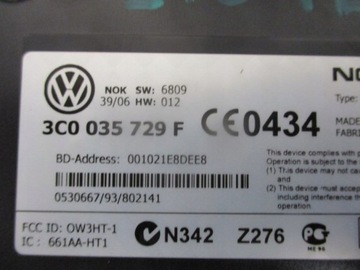 NOK SW: 6809
39/06 HW: 012
NO
Type:
3C0 035 729 F CE0434
MADE
FABRI
BD-Address: 001021E8DEE8
This device complies with p
Operation is subject to the
(1) This device may not ca
and
(2) This device must accept
including interference
operation.
0530667/93/802141
FCC ID: OW3HT-1
IC : 661AA-HT1
N342 Z276